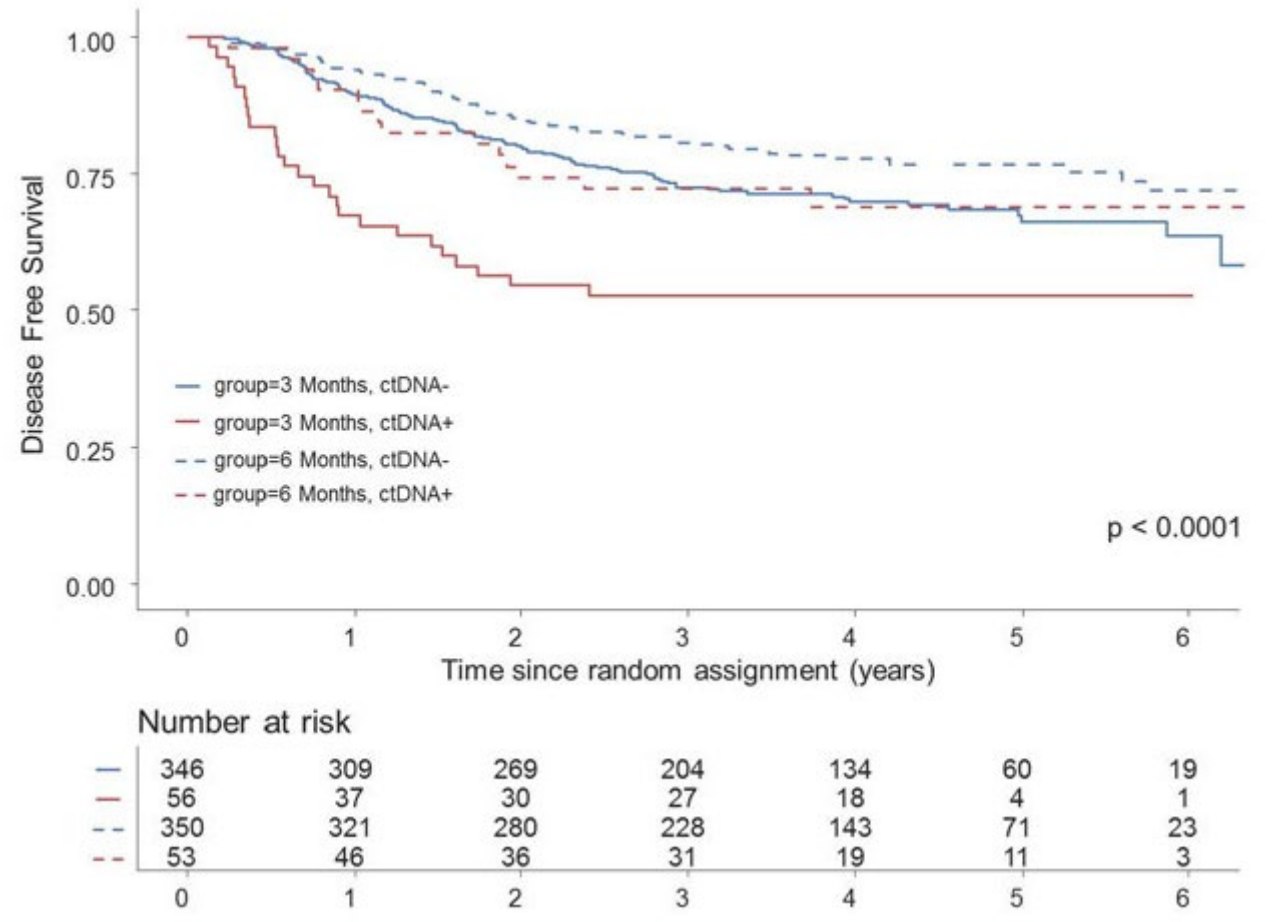 Disease Free Survival
1.00
0.75
0.50
0.25
0.00
group=3 Months, ctDNA-
group=3 Months, ctDNA+
group=6 Months, ctDNA-
group=6 Months, ctDNA+
p < 0.0001
0 1 2 3 4 5 6
Time since random assignment (years)
Number at risk
346 309 269 204 134 60 19
56 37 30 27 18 4 1
350 321 280 228 143 71 23
53 46 36 31 19 11 3
0 1 2 3 4 5 6